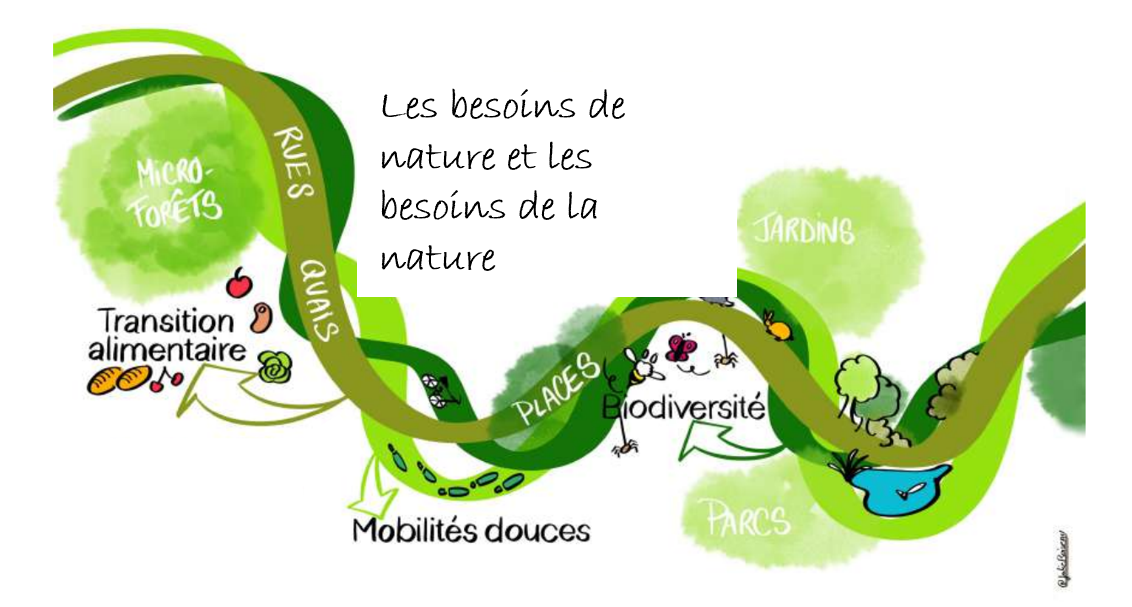 Les besoins de
nature et les
besoins de la
nature
RUES
MICRO-
FORÊTS
JARDINS
QUAIS
Transition
alimentaire
PLACES
Biodiversité
PARCS
Mobilités douces